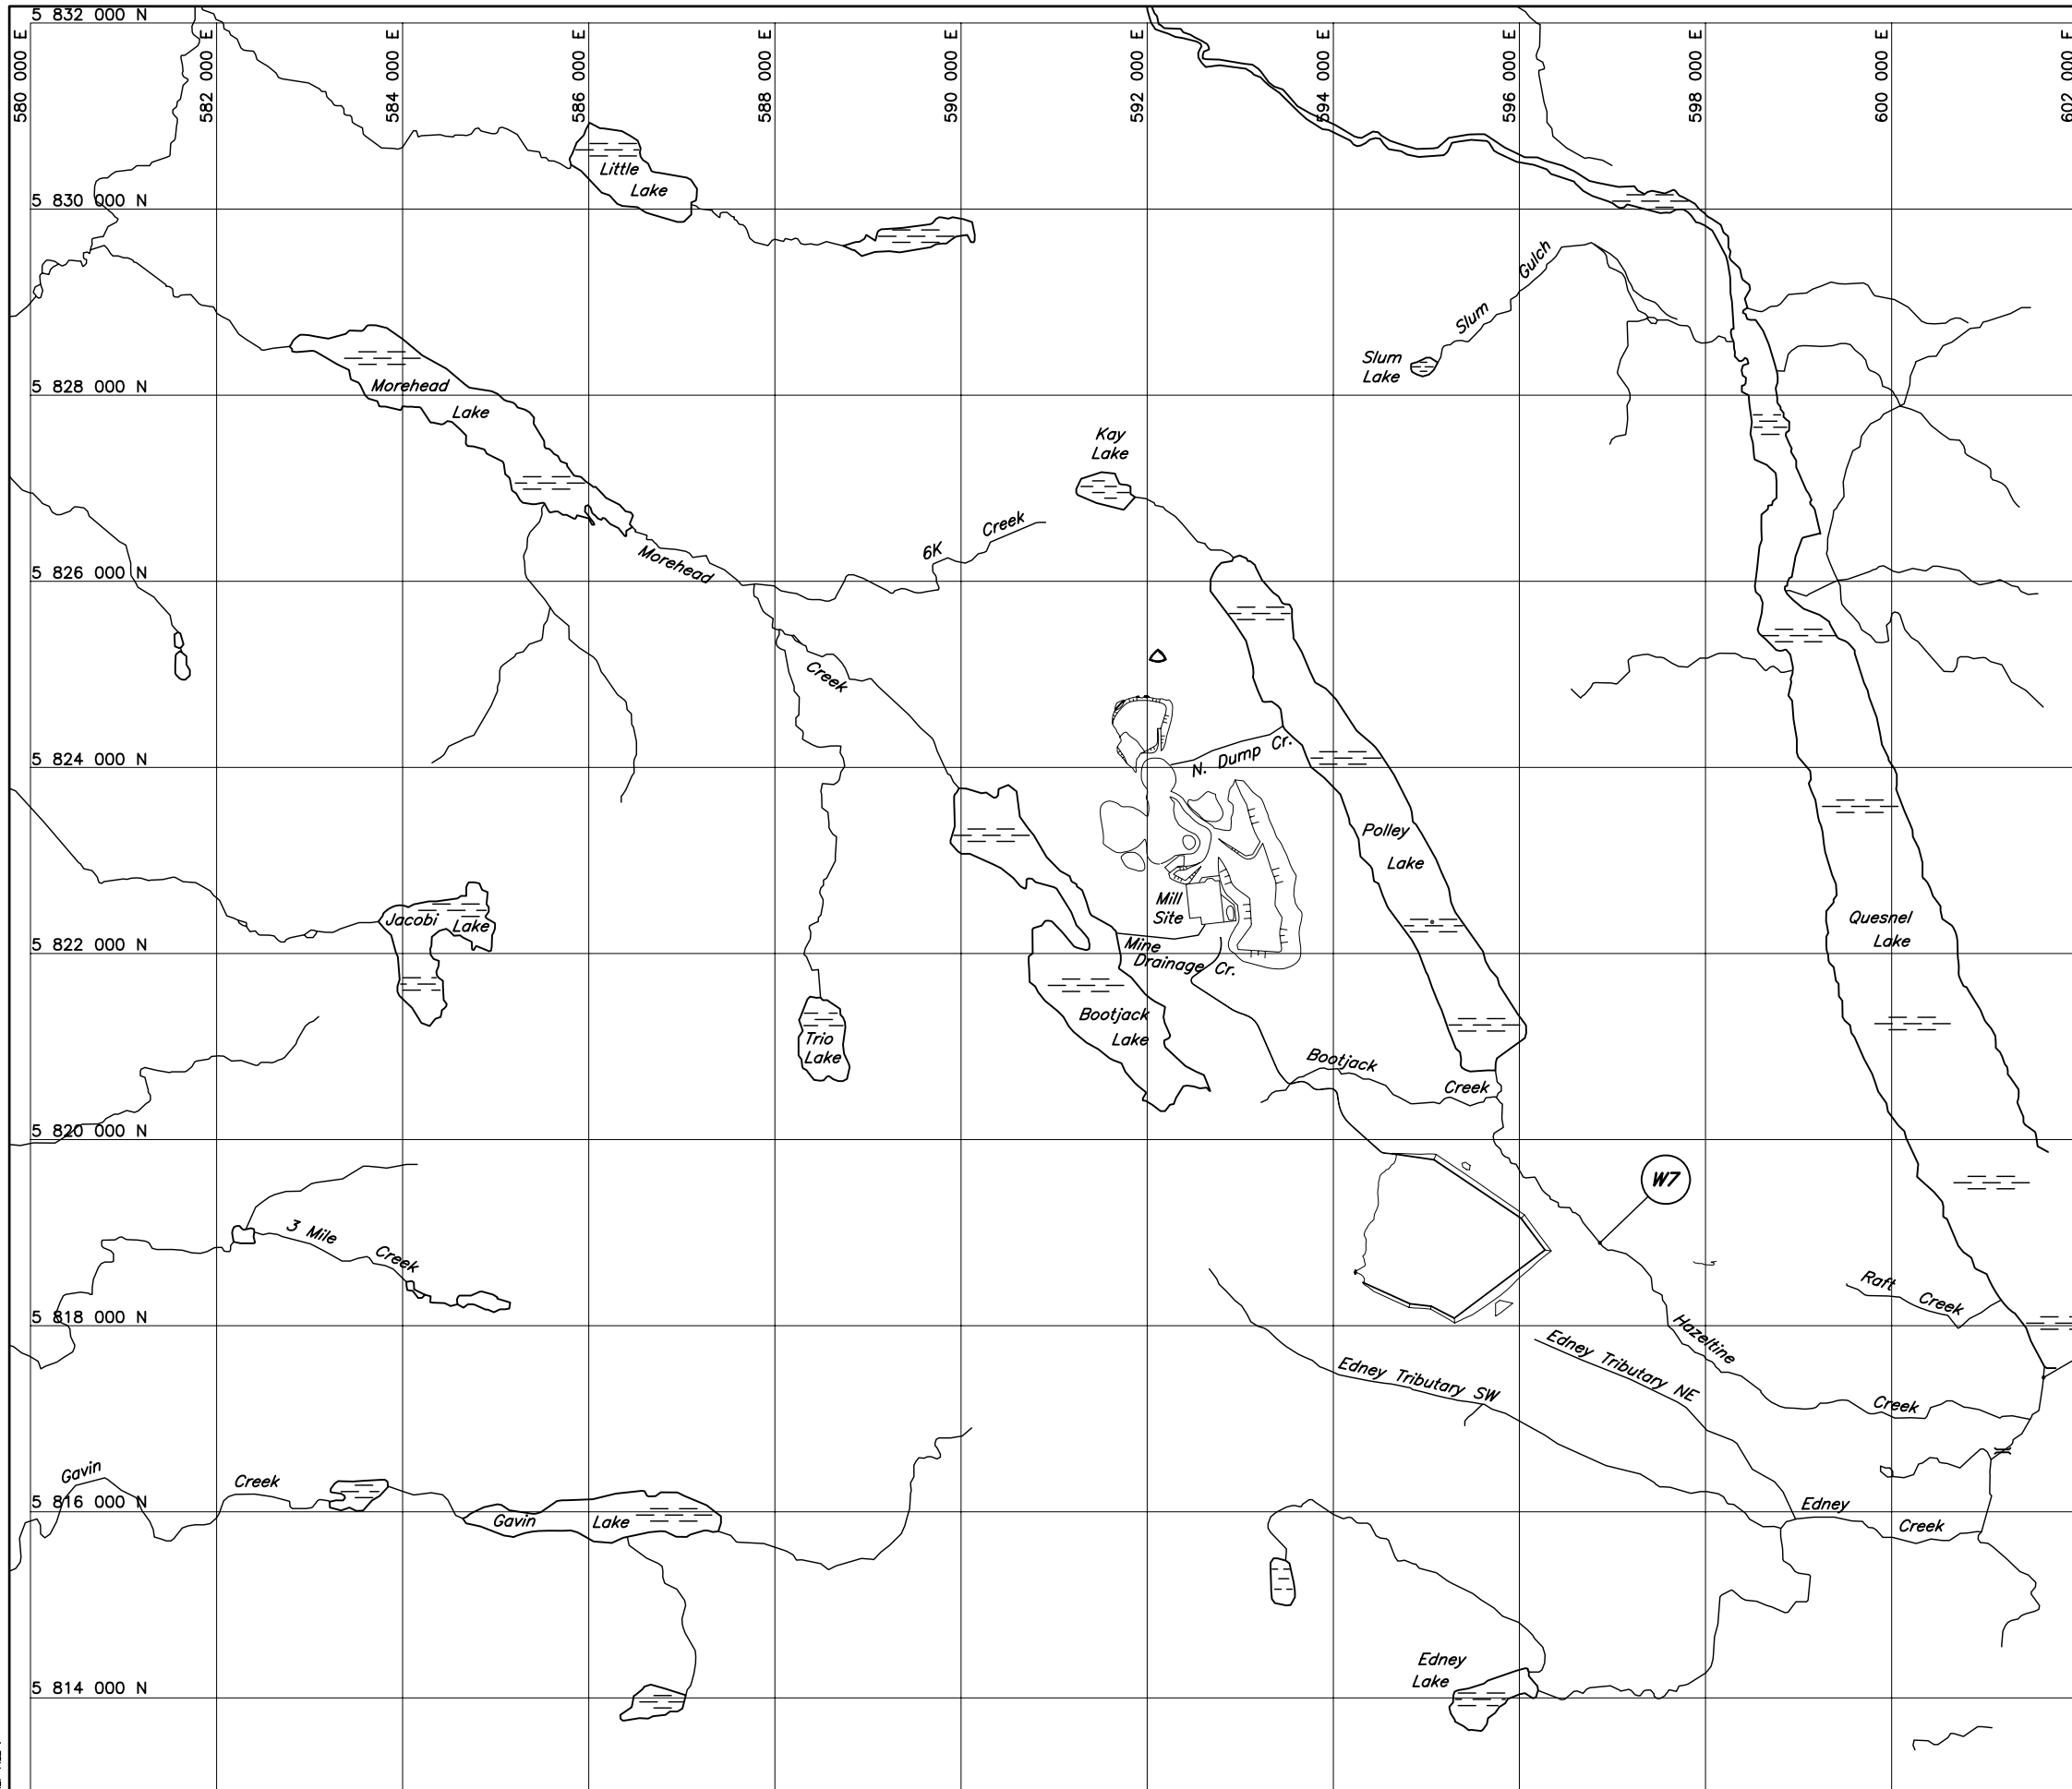 5 832 000 N
580 000 E
582 000 E
584 000 E
586 000 E
588 000 E
590 000 E
592 000 E
594 000 E
596 000 E
598 000 E
600 000 E
602 000 E
Little
Lake
5 830 000 N
Slum Gulch
Slum
Lake
5 828 000 N
Morehead
Lake
Kay
Lake
6K Creek
Morehead
5 826 000 N
Creek
5 824 000 N
N. Dump Cr.
Polley
Lake
Mill
Site
Jacobi Lake
Quesnel
Lake
5 822 000 N
Mine
Drainage Cr.
Bootjack
Lake
Trio
Lake
Bootjack
Creek
5 820 000 N
W7
3 Mile
Creek
Raft
Creek
5 818 000 N
Hazeltine
Edney Tributary NE
Edney Tributary SW
Creek
Gavin
Creek
5 816 000 N
Gavin Lake
Edney
Creek
Edney
Lake
5 814 000 N